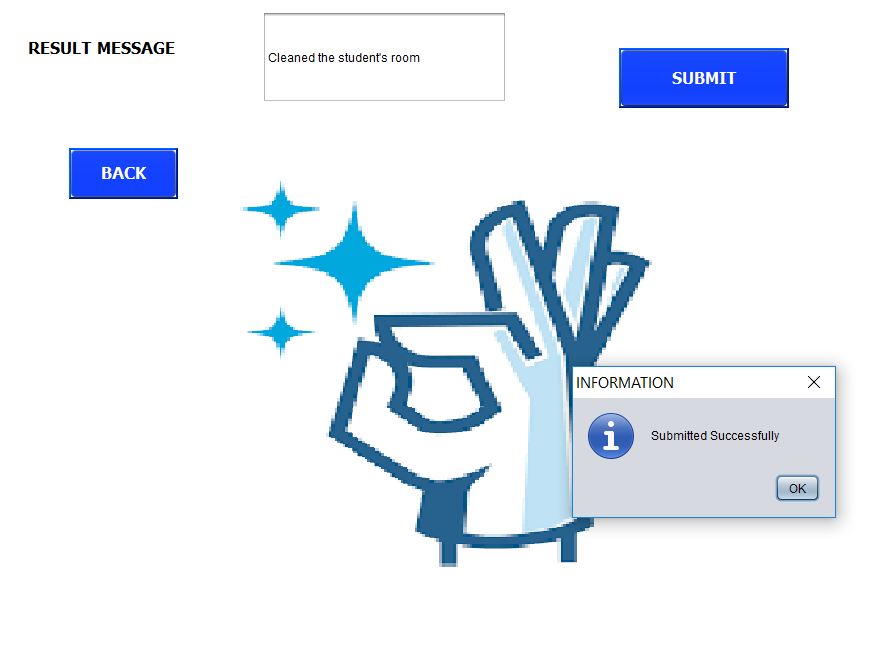 RESULT MESSAGE
Cleaned the student's room
SUBMIT
BACK
INFORMATION
Submitted Successfully
OK